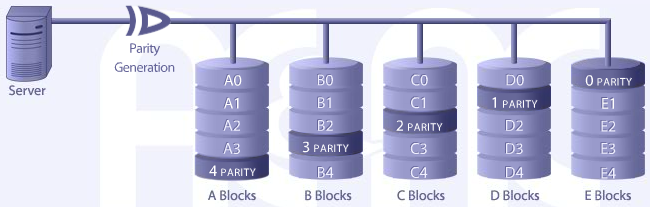 Parity
Generation
Server
A0 B0 C0 D0 0 PARITY
A1 B1 C1 1 PARITY E1
A2 B2 2 PARITY D2 E2
A3 3 PARITY C3 D3 E3
4 PARITY B4 C4 D4 E4
A Blocks B Blocks C Blocks D Blocks E Blocks